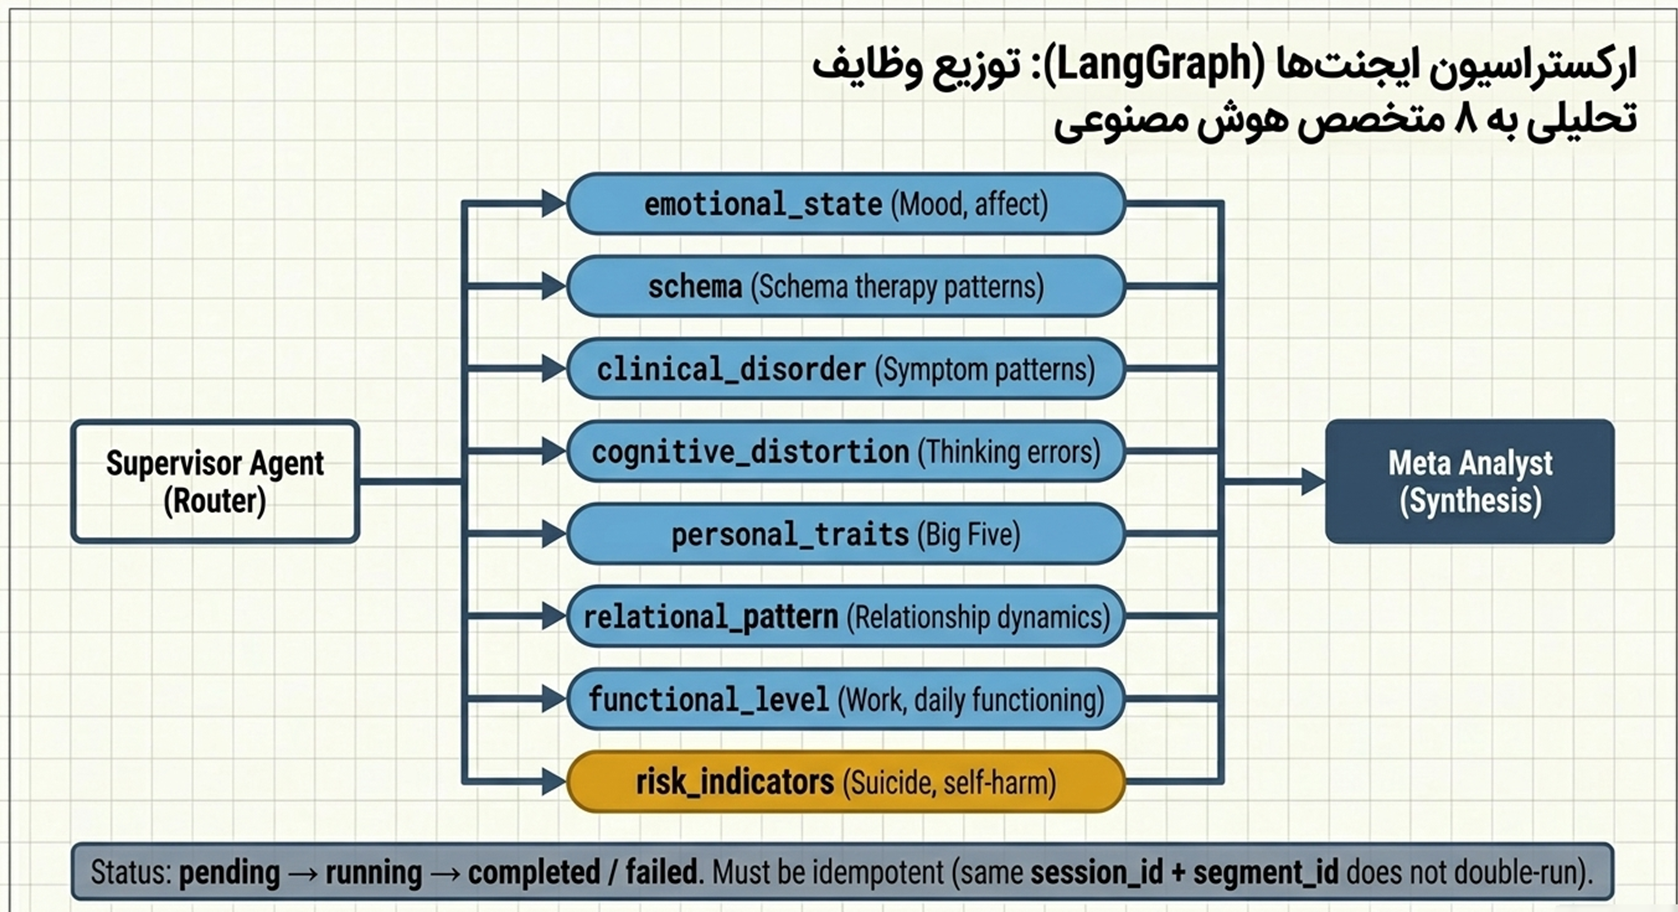 ارکستراسیون ایجنت‌ها (LangGraph): توزیع وظایف
تحلیلی به ۸ متخصص هوش مصنوعی
emotional_state (Mood, affect)
schema (Schema therapy patterns)
clinical_disorder (Symptom patterns)
cognitive_distortion (Thinking errors)
personal_traits (Big Five)
relational_pattern (Relationship dynamics)
functional_level (Work, daily functioning)
risk_indicators (Suicide, self-harm)
Supervisor Agent
(Router)
Meta Analyst
(Synthesis)
Status: pending → running → completed / failed. Must be idempotent (same session_id + segment_id does not double-run).